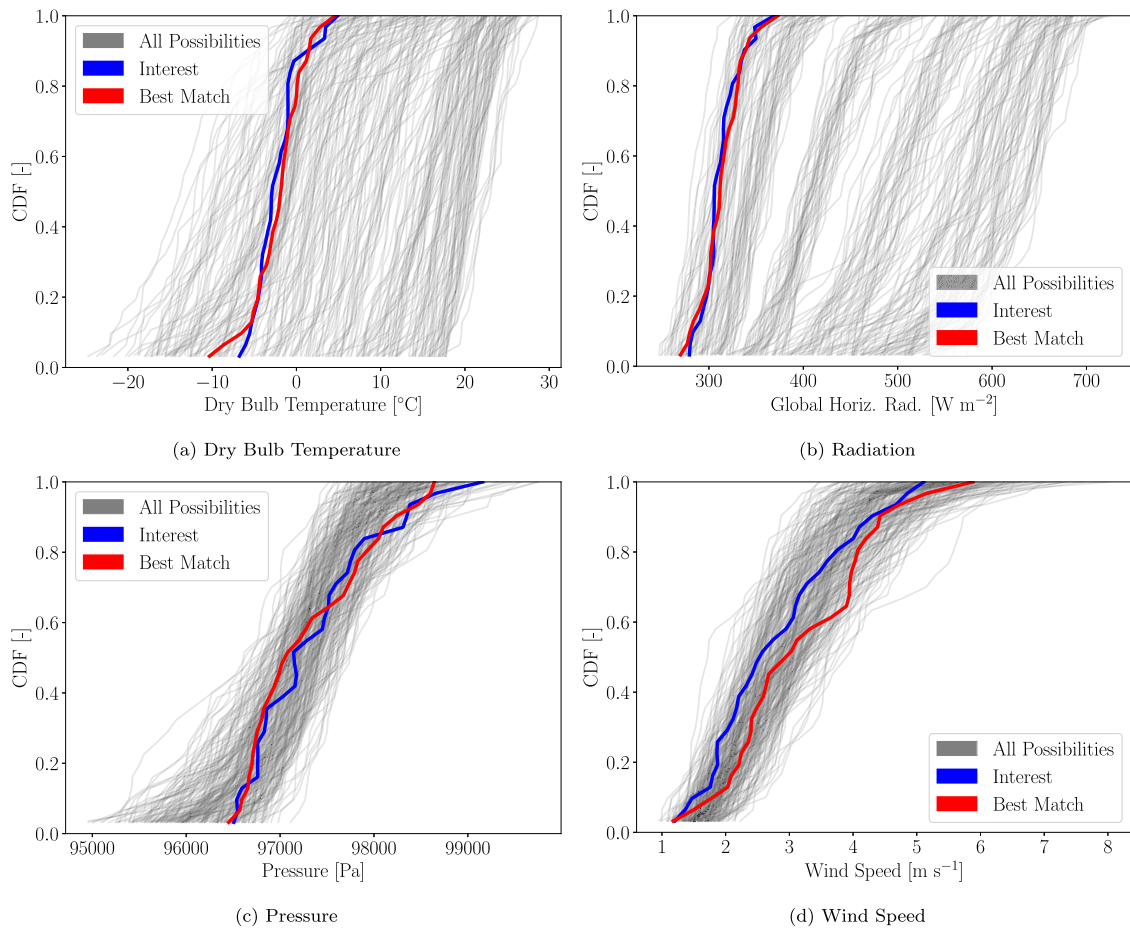 1.0
0.8
0.6
0.4
0.2
0.0
CDF [-]
All Possibilities
Interest
Best Match
−20
−10
0
10
20
30
Dry Bulb Temperature [°C]
(a) Dry Bulb Temperature
1.0
0.8
0.6
0.4
0.2
0.0
CDF [-]
All Possibilities
Interest
Best Match
300
400
500
600
700
Global Horiz. Rad. [W m⁻²]
(b) Radiation
1.0
0.8
0.6
0.4
0.2
0.0
CDF [-]
All Possibilities
Interest
Best Match
95000
96000
97000
98000
99000
Pressure [Pa]
(c) Pressure
1.0
0.8
0.6
0.4
0.2
0.0
CDF [-]
All Possibilities
Interest
Best Match
1
2
3
4
5
6
7
8
Wind Speed [m s⁻¹]
(d) Wind Speed